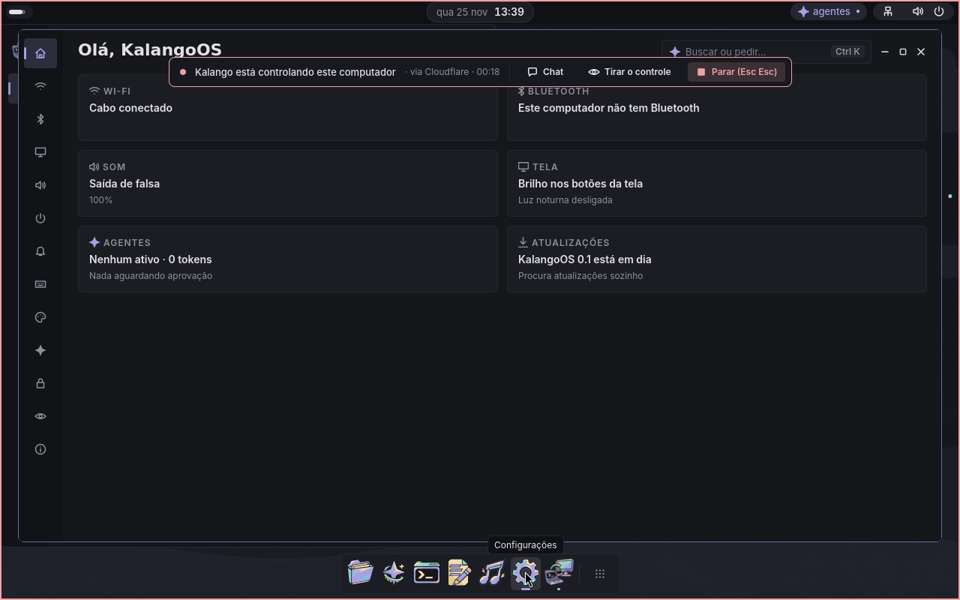 qua 25 nov 13:39
agentes
Olá, KalangoOS
Buscar ou pedir... Ctrl K
Kalango está controlando este computador · via Cloudflare · 00:18 Chat Tirar o controle Parar (Esc Esc)
WI-FI
Cabo conectado
BLUETOOTH
Este computador não tem Bluetooth
SOM
Saída de falsa
100%
TELA
Brilho nos botões da tela
Luz noturna desligada
AGENTES
Nenhum ativo · 0 tokens
Nada aguardando aprovação
ATUALIZAÇÕES
KalangoOS 0.1 está em dia
Procura atualizações sozinho
Configurações